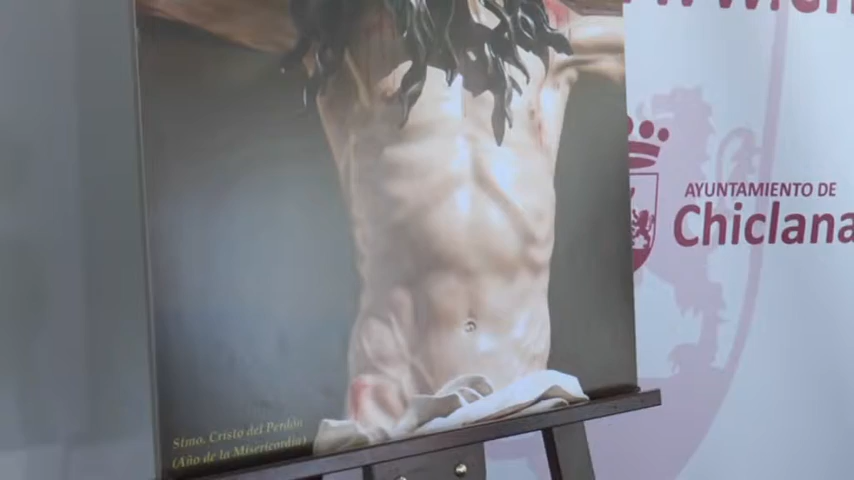 AYUNTAMIENTO DE
Chiclana
Stmo. Cristo del Perdón
(Año de la Misericordia)